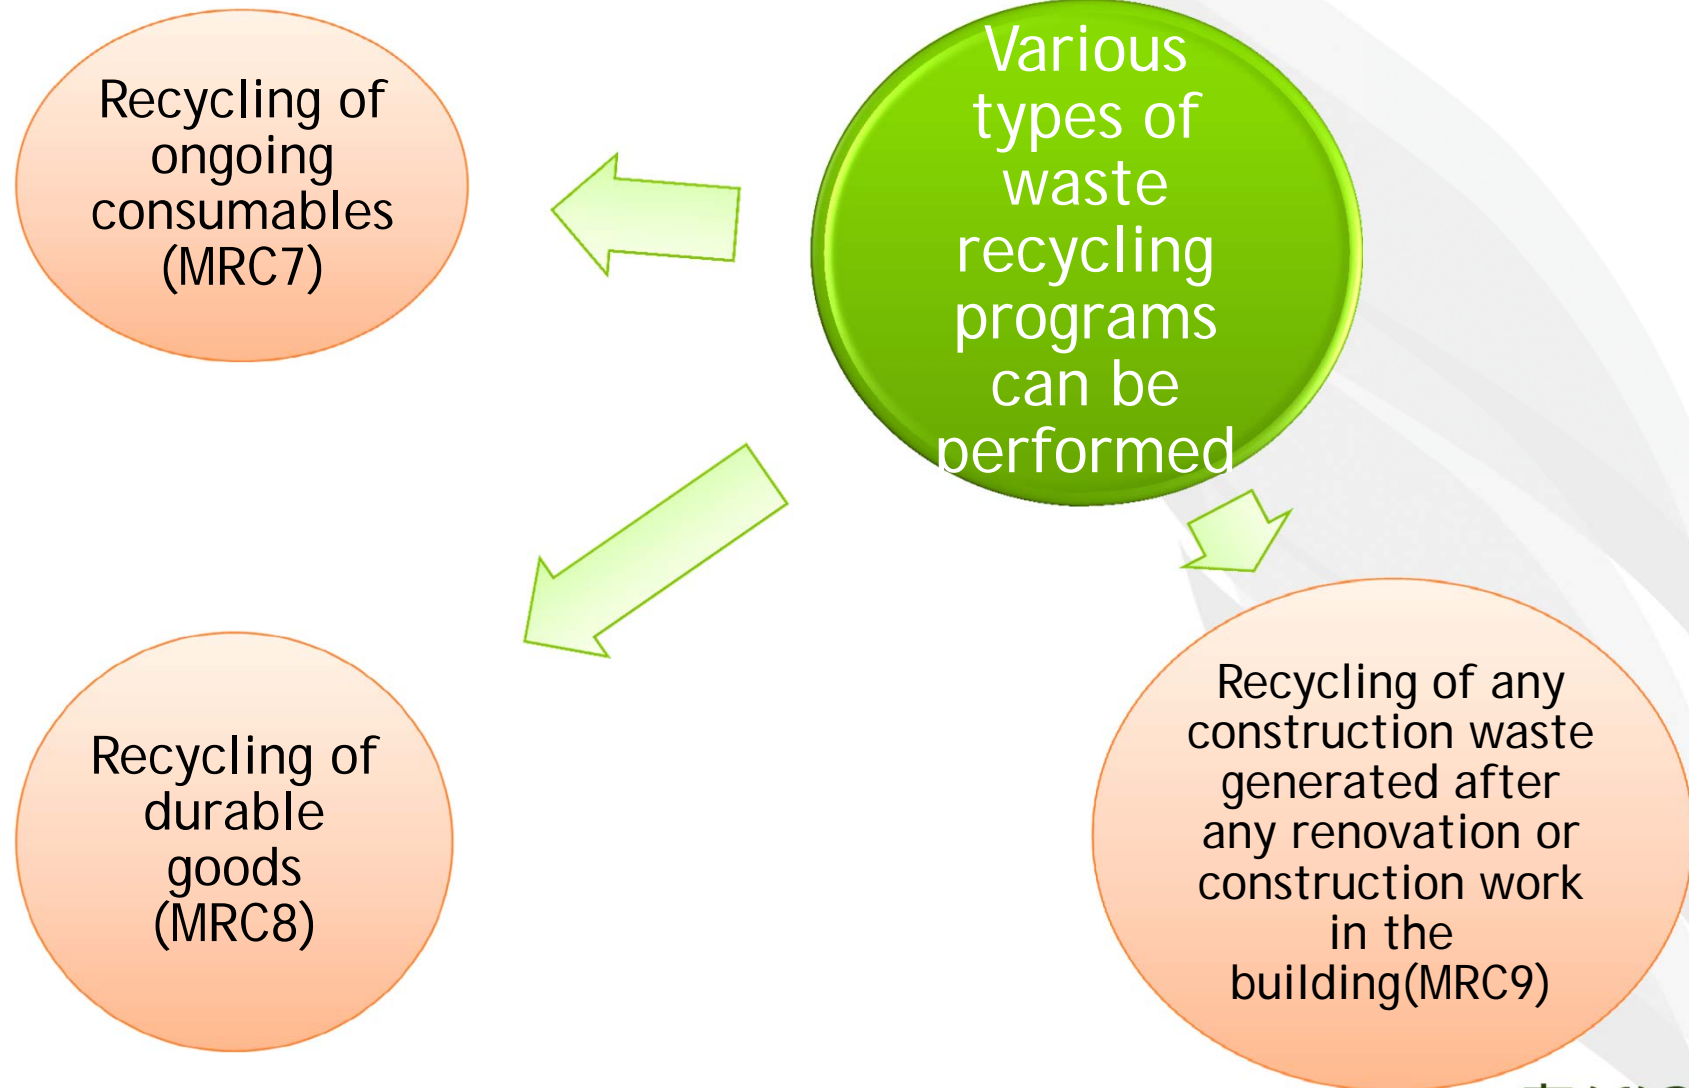 Various
types of
waste
recycling
programs
can be
performed
Recycling of
ongoing
consumables
(MRC7)
Recycling of
durable
goods
(MRC8)
Recycling of any
construction waste
generated after
any renovation or
construction work
in the
building(MRC9)